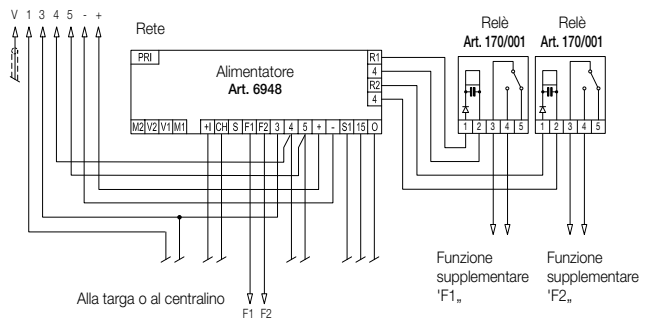 V 1 3 4 5 - +
Rete
PRI
Alimentatore
Art. 6948
R1
4
R2
4
M2 V2 V1 M1 +I CH S F1 F2 3 4 5 + - S1 15 0
Relè
Art. 170/001
1 2 3 4 5
Relè
Art. 170/001
1 2 3 4 5
Funzione
supplementare
'F1„
Funzione
supplementare
'F2„
Alla targa o al centralino
F1 F2